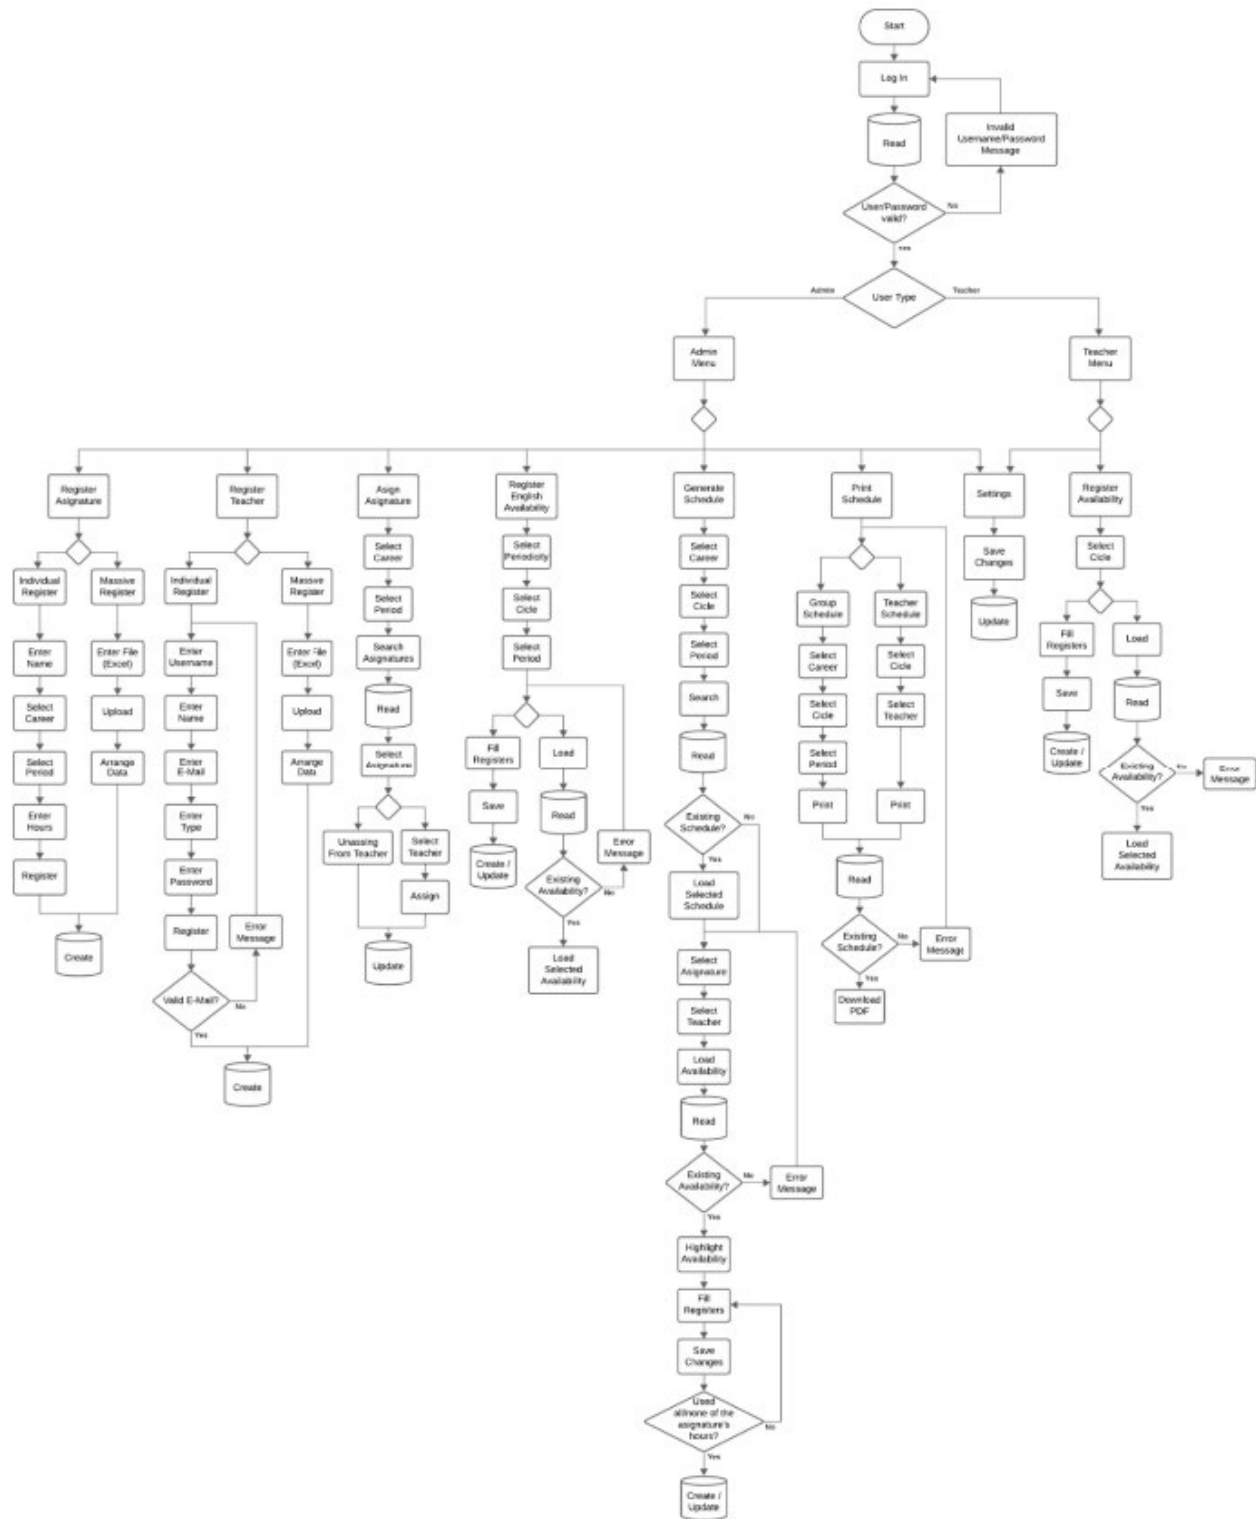 Start
Log In
Read
Invalid
Username/Password
Message
User/Password
valid?
No
Yes
User Type
Admin
Teacher
Admin
Menu
Teacher
Menu
Register
Asignature
Individual
Register
Enter
Name
Select
Career
Select
Period
Enter
Hours
Register
Massive
Register
Enter File
(Excel)
Upload
Arrange
Data
Create
Register
Teacher
Individual
Register
Enter
Username
Enter
Name
Enter
E-Mail
Enter
Type
Enter
Password
Register
Valid E-Mail?
No
Error
Message
Yes
Massive
Register
Enter File
(Excel)
Upload
Arrange
Data
Create
Asign
Asignature
Select
Career
Select
Period
Search
Asignatures
Read
Select
Asignature
Unassing
From Teacher
Select
Teacher
Assign
Update
Register
English
Availability
Select
Periodicity
Select
Cicle
Select
Period
Fill
Registers
Save
Create /
Update
Load
Read
Existing
Availability?
No
Error
Message
Yes
Load
Selected
Availability
Generate
Schedule
Select
Career
Select
Cicle
Select
Period
Search
Read
Existing
Schedule?
No
Yes
Load
Selected
Schedule
Select
Asignature
Select
Teacher
Load
Availability
Read
Existing
Availability?
No
Error
Message
Yes
Highlight
Availability
Fill
Registers
Save
Changes
Used
all/none of the
asignature's
hours?
No
Yes
Create /
Update
Print
Schedule
Group
Schedule
Select
Career
Select
Cicle
Select
Period
Print
Teacher
Schedule
Select
Cicle
Select
Teacher
Print
Read
Existing
Schedule?
No
Error
Message
Yes
Download
PDF
Settings
Save
Changes
Update
Register
Availability
Select
Cicle
Fill
Registers
Save
Create /
Update
Load
Read
Existing
Availability?
No
Error
Message
Yes
Load
Selected
Availability